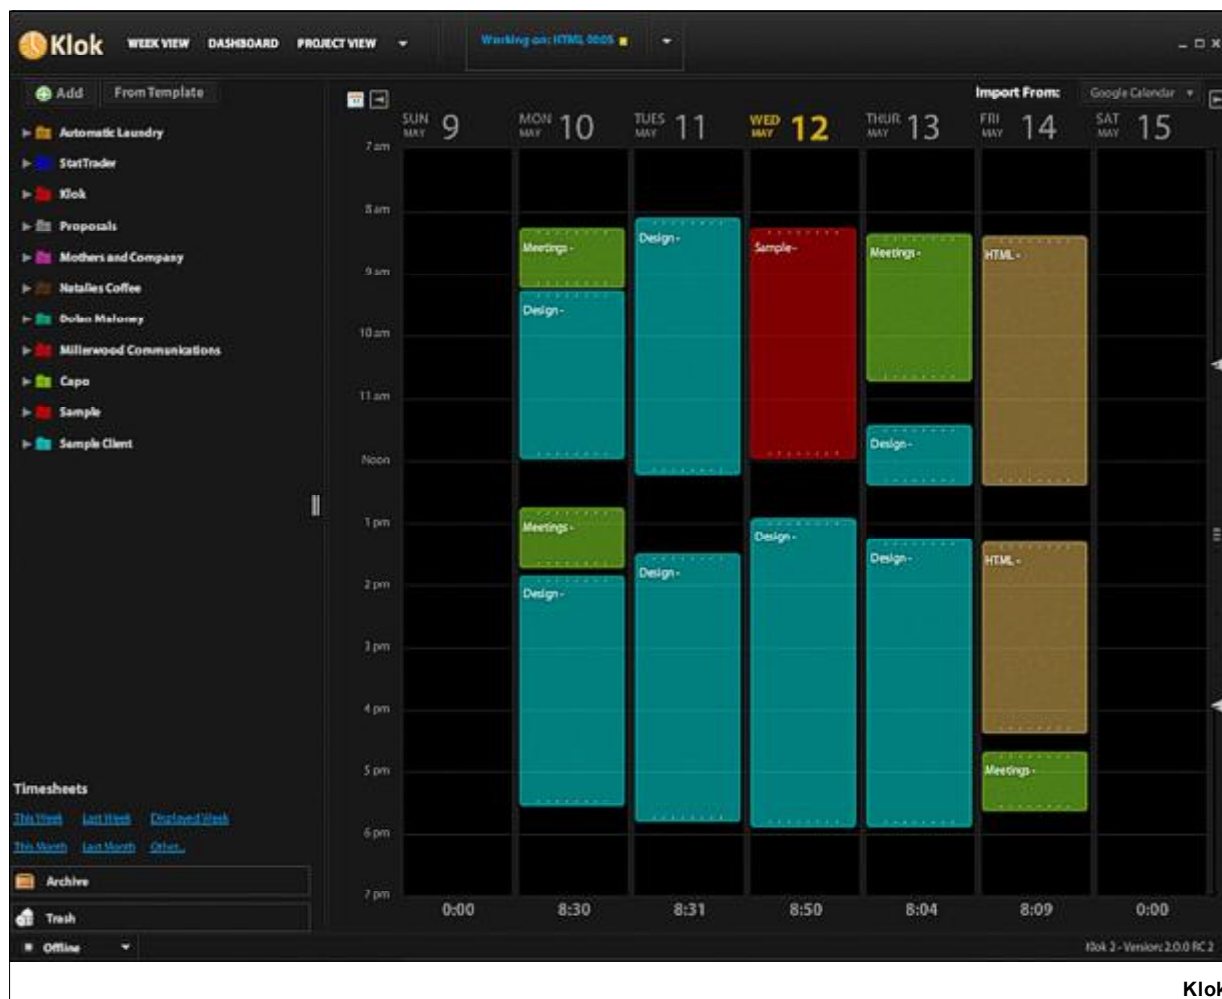 Klok WEEK VIEW DASHBOARD PROJECT VIEW Working on: HTML 00:05
Add From Template
Import From: Google Calendar
SUN MAY 9 MON MAY 10 TUES MAY 11 WED MAY 12 THUR MAY 13 FRI MAY 14 SAT MAY 15
Automatic Laundry
StatTrader
Klok
Proposals
Mothers and Company
Natalies Coffee
Dolan Maloney
Millerwood Communications
Capo
Sample
Sample Client
7 am
8 am
Meetings - Design - Sample - Meetings - HTML -
9 am
Design -
10 am
11 am
Design -
Noon
1 pm
Meetings - Design - Design - Design - HTML -
2 pm
Design -
3 pm
4 pm
5 pm
Meetings -
6 pm
7 pm
0:00 8:30 8:31 8:50 8:04 8:09 0:00
Timesheets
This Week Last Week Displayed Week
This Month Last Month Other...
Archive
Trash
Offline
Klok 2 - Version: 2.0.0 RC 2
Klok